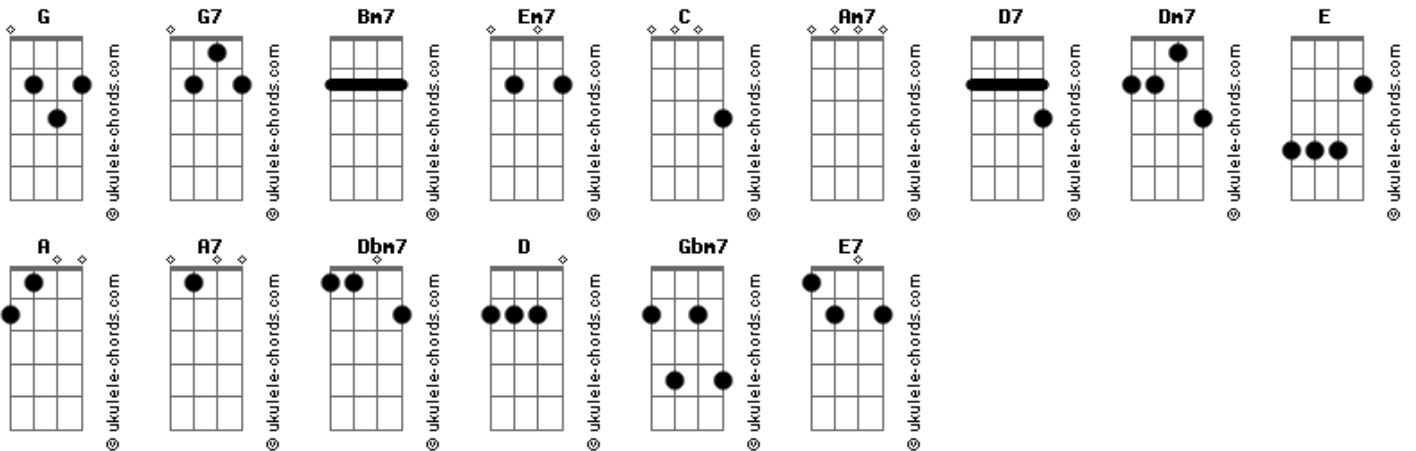 G G7 Bm7 Em7 C Am7 D7 Dm7 E
© ukulele-chords.com © ukulele-chords.com © ukulele-chords.com © ukulele-chords.com © ukulele-chords.com © ukulele-chords.com © ukulele-chords.com © ukulele-chords.com © ukulele-chords.com
A A7 Dbm7 D Gbm7 E7
© ukulele-chords.com © ukulele-chords.com © ukulele-chords.com © ukulele-chords.com © ukulele-chords.com © ukulele-chords.com